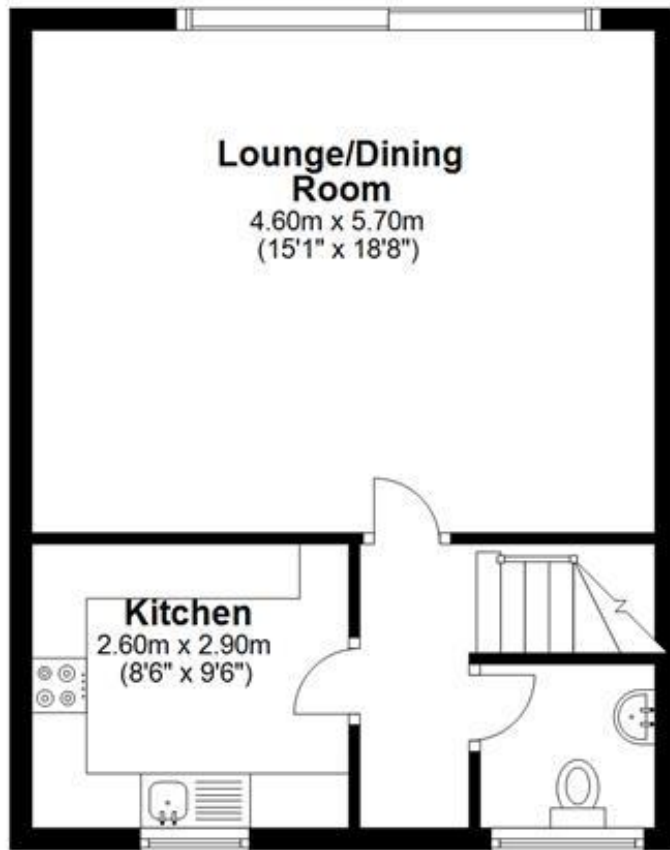 Lounge/Dining
Room
4.60m x 5.70m
(15'1" x 18'8")
Kitchen
2.60m x 2.90m
(8'6" x 9'6")